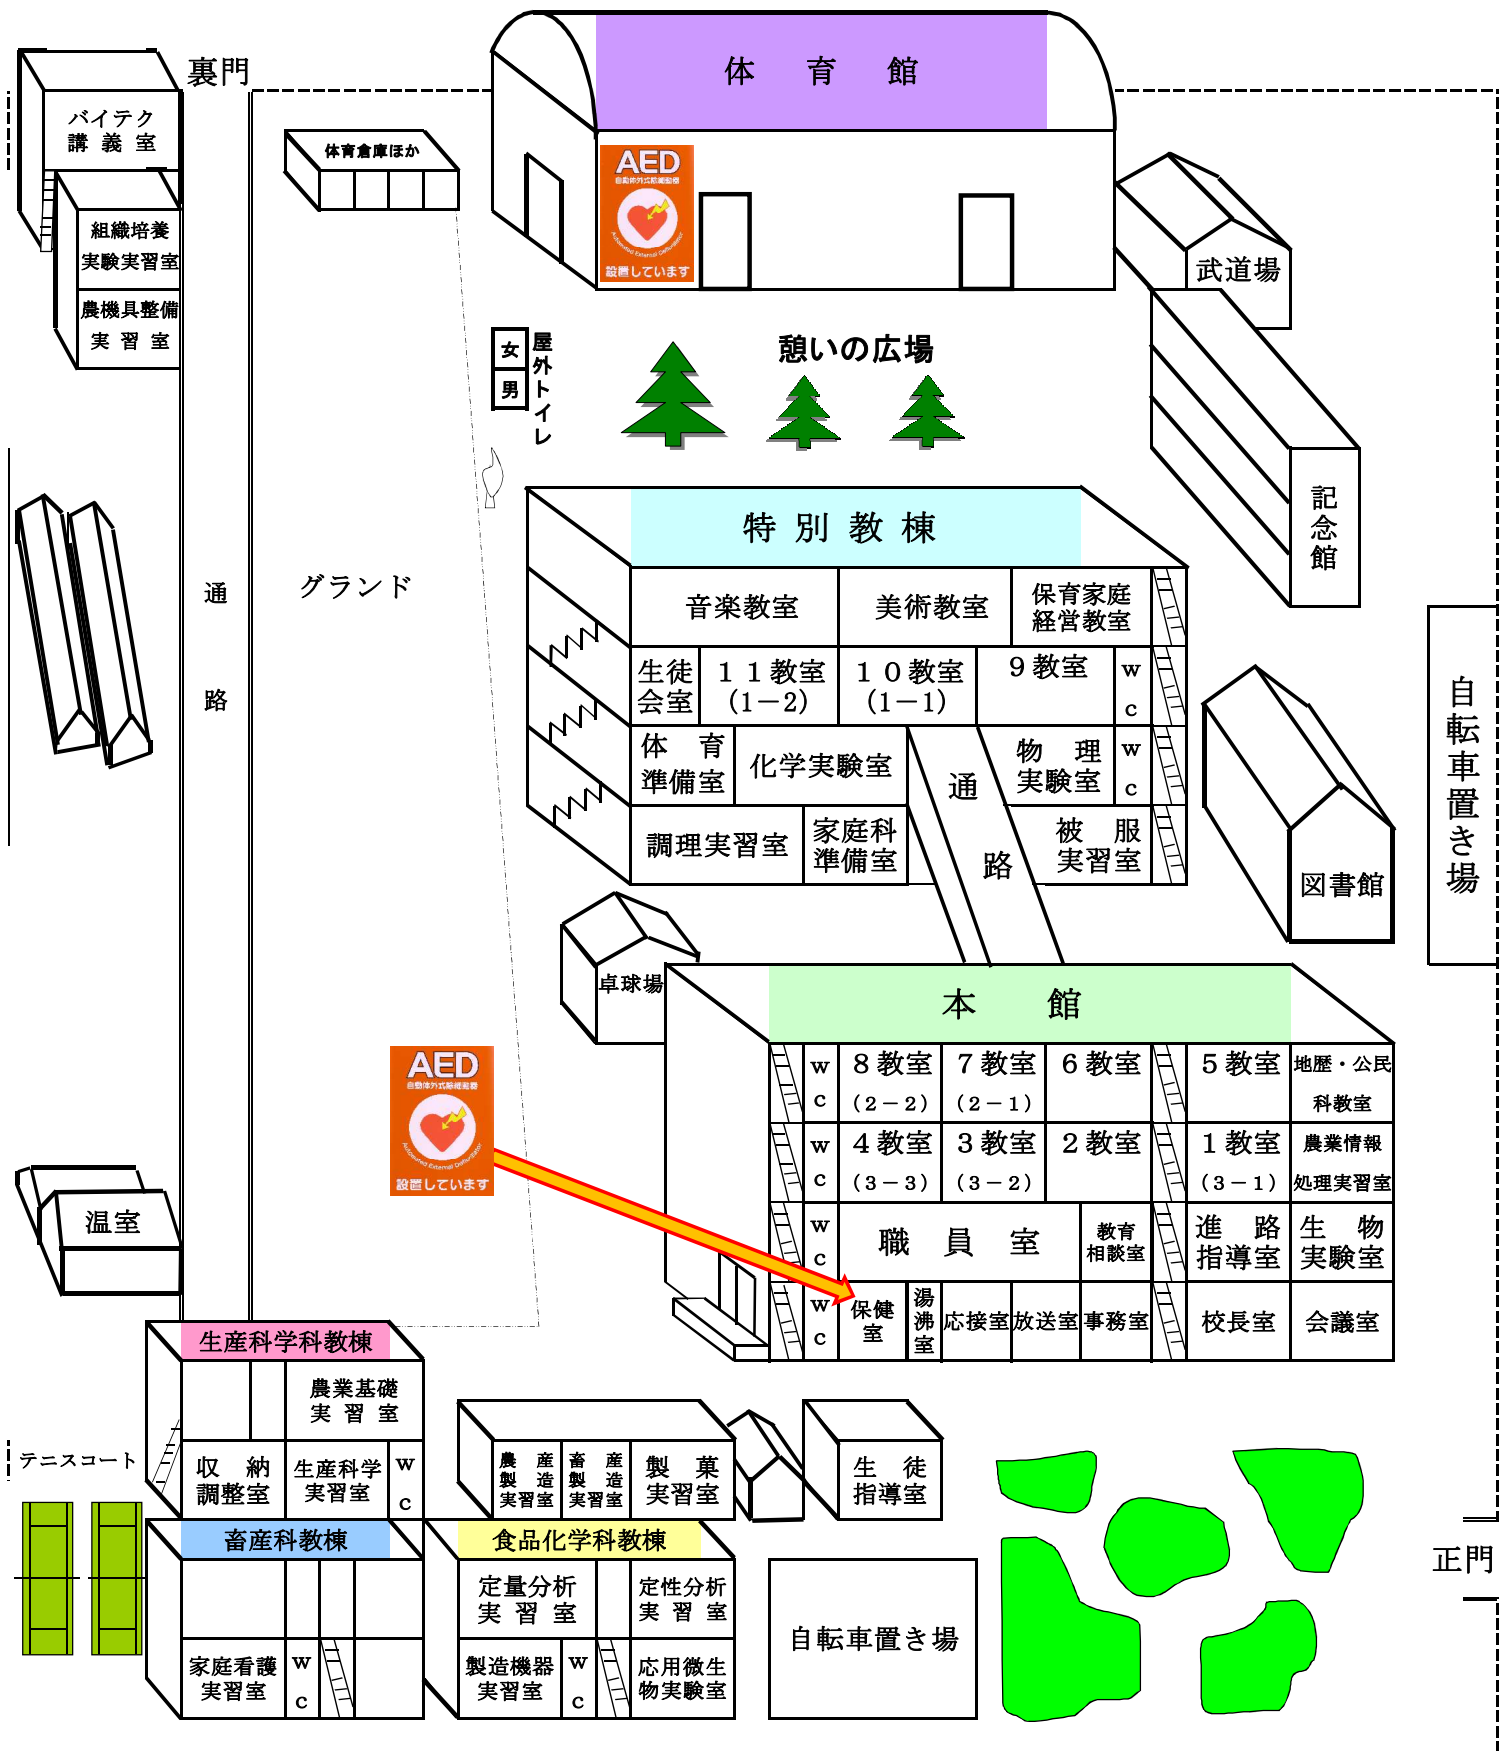 体　育　館
裏門
バイテク
講 義 室
体育倉庫ほか
AED
自動体外式除細動器
Automated External Defibrillator
設置しています
組織培養
実験実習室
農機具整備
実 習 室
武道場
女
男
屋外トイレ
憩いの広場
記念館
特 別 教 棟
グランド
通
路
音楽教室
美術教室
保育家庭
経営教室
生徒
会室
１１教室
(1－2)
１０教室
(1－1)
９教室
W
C
体　育
準備室
化学実験室
通
路
物　理
実験室
W
C
調理実習室
家庭科
準備室
被　服
実習室
自転車置き場
図書館
卓球場
本　館
W
C
８教室
(２－２)
７教室
(２－１)
６教室
５教室
地歴・公民
科教室
AED
自動体外式除細動器
Automated External Defibrillator
設置しています
W
C
４教室
(３－３)
３教室
(３－２)
２教室
１教室
(３－１)
農業情報
処理実習室
温室
W
C
職　員　室
教育
相談室
進　路
指導室
生　物
実験室
W
C
保健
室
湯沸室
応接室
放送室
事務室
校長室
会議室
生産科学科教棟
農業基礎
実 習 室
テニスコート
収　納
調整室
生産科学
実習室
W
C
農　産
製　造
実習室
畜　産
製　造
実習室
製　菓
実習室
生　徒
指導室
畜産科教棟
食品化学科教棟
正門
定量分析
実 習 室
定性分析
実 習 室
自転車置き場
家庭看護
実習室
W
C
製造機器
実習室
W
C
応用微生
物実験室